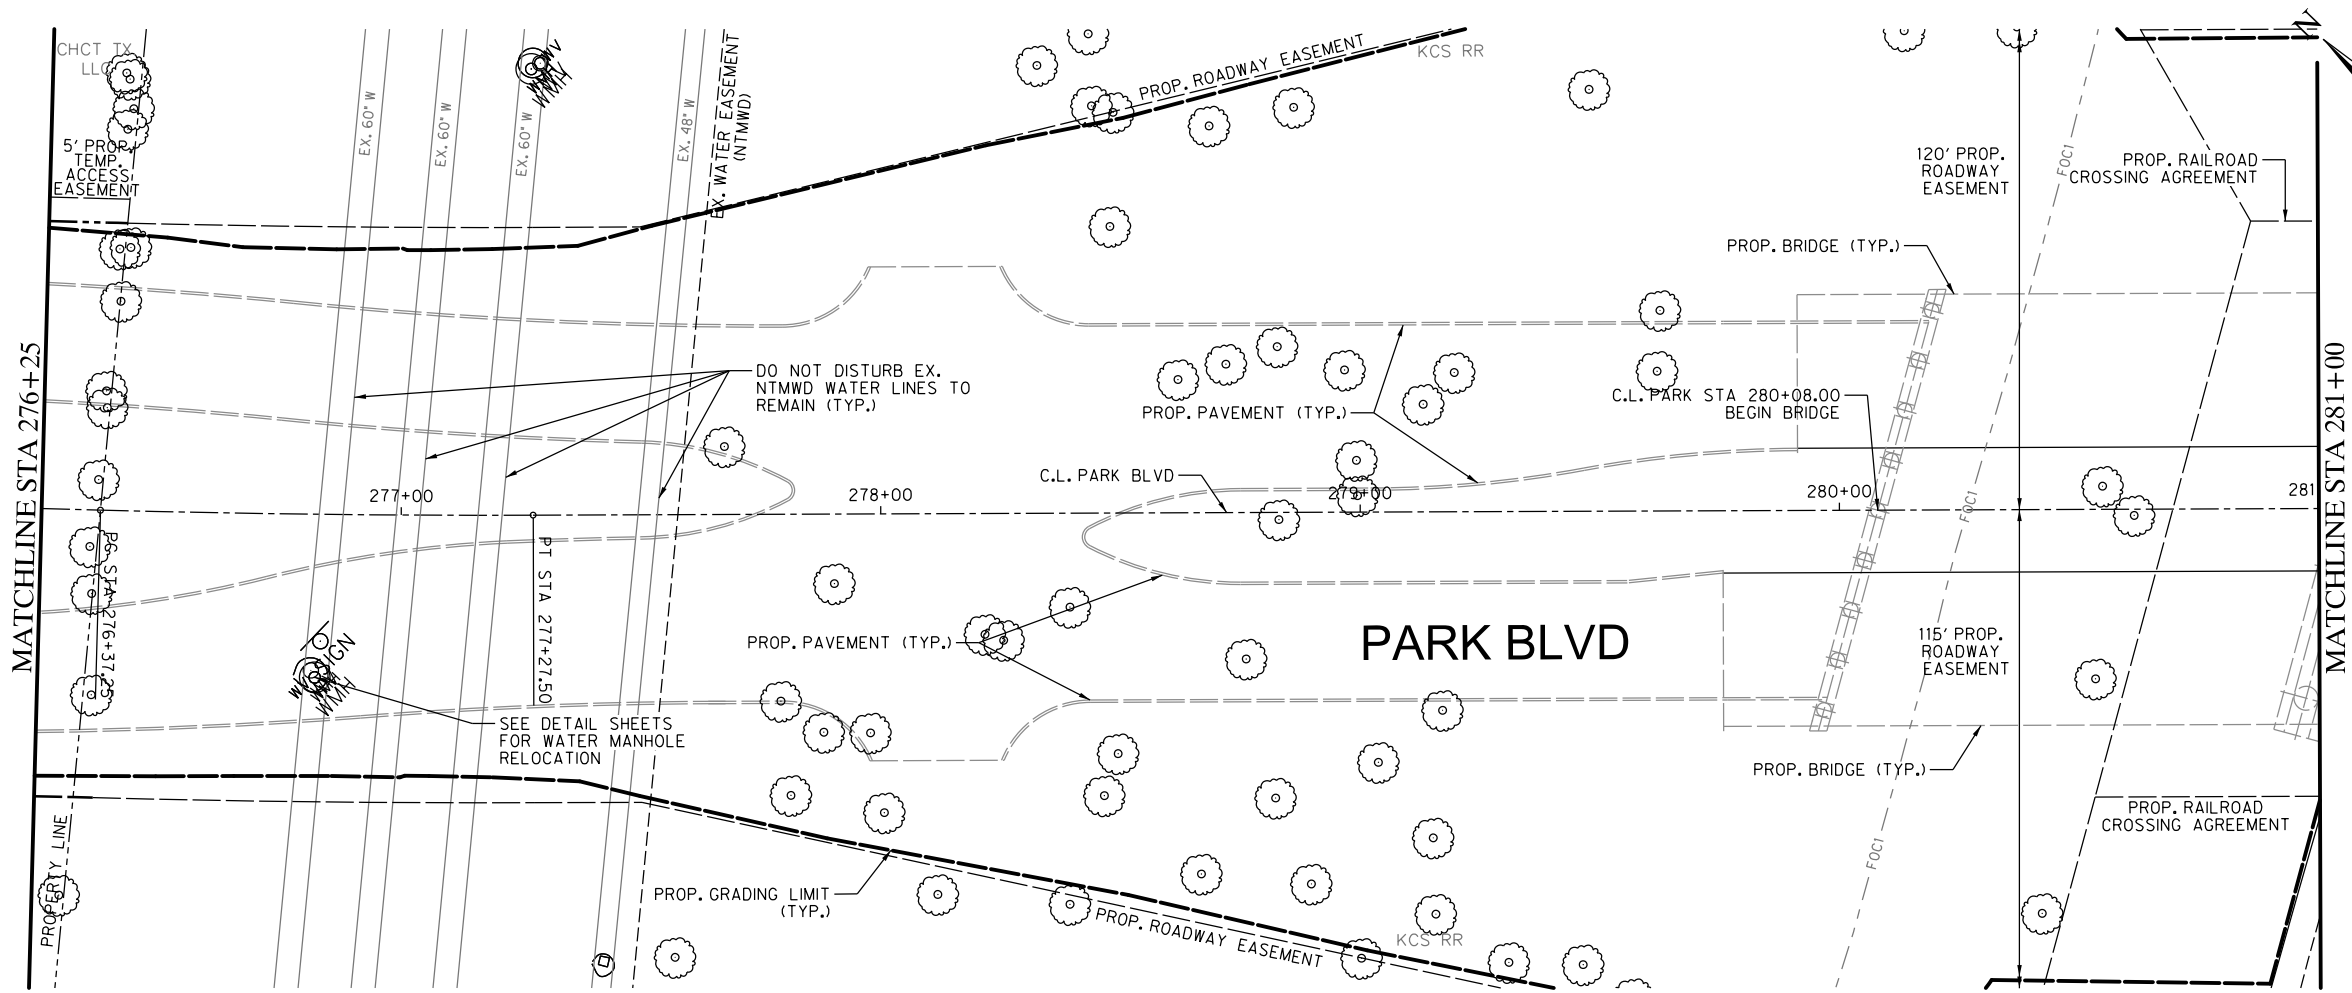 N
CHCT TX
LLC
WV
WMH
KCS RR
PROP. ROADWAY EASEMENT
EX. 60" W
EX. 60" W
EX. 60" W
EX. 48" W
EX. WATER EASEMENT
(NTMWD)
5' PROP.
TEMP.
ACCESS
EASEMENT
120' PROP.
ROADWAY
EASEMENT
FOC1
PROP. RAILROAD
CROSSING AGREEMENT
PROP. BRIDGE (TYP.)
MATCHLINE STA 276+25
DO NOT DISTURB EX.
NTMWD WATER LINES TO
REMAIN (TYP.)
PROP. PAVEMENT (TYP.)
C.L. PARK STA 280+08.00
BEGIN BRIDGE
MATCHLINE STA 281+00
C.L. PARK BLVD
277+00
278+00
279+00
280+00
281
FOC1
PC STA 276+37.25
PT STA 277+27.50
SIGN
WMH
PROP. PAVEMENT (TYP.)
PARK BLVD
115' PROP.
ROADWAY
EASEMENT
SEE DETAIL SHEETS
FOR WATER MANHOLE
RELOCATION
PROP. BRIDGE (TYP.)
PROP. RAILROAD
CROSSING AGREEMENT
FOC1
PROPERTY LINE
PROP. GRADING LIMIT
(TYP.)
PROP. ROADWAY EASEMENT
KCS RR